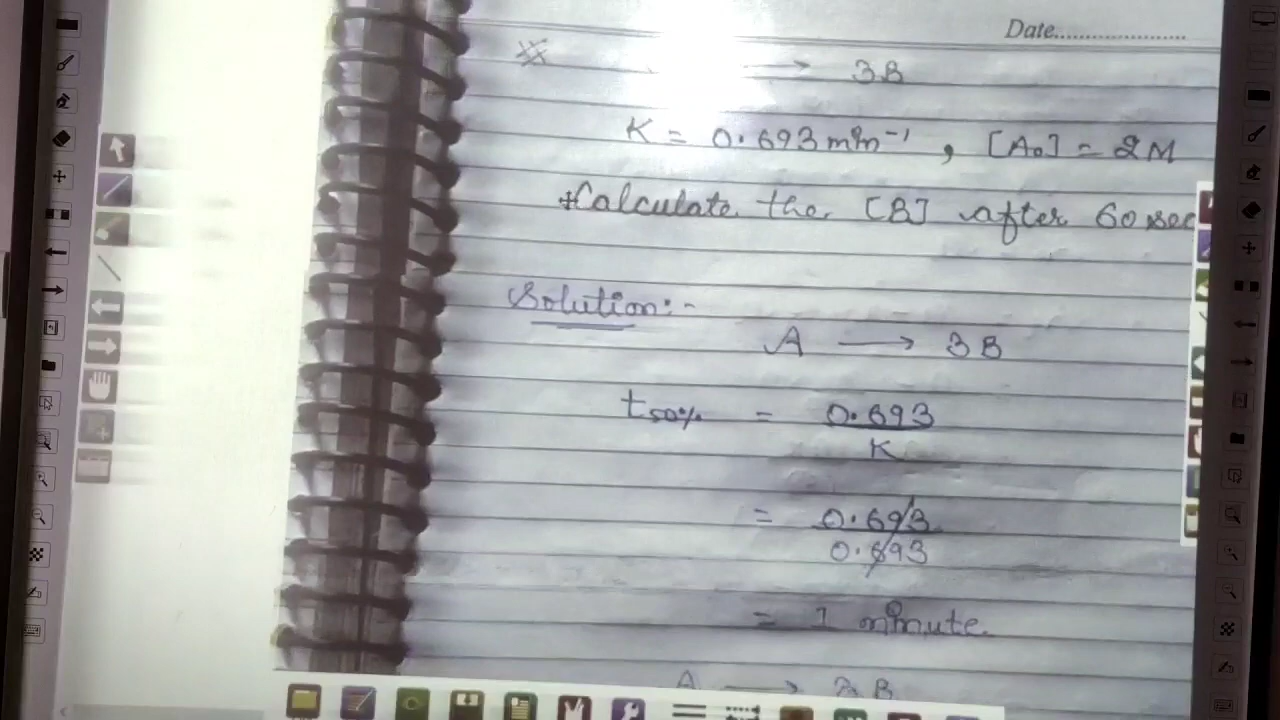 Date....................
→ 3B
K = 0.693 min⁻¹ , [A₀] = 2M
Calculate the [B] after 60 sec
Solution:-
A → 3B
t50% = 0.693
K
= 0.693
0.693
= 1 minute.
A → 3B